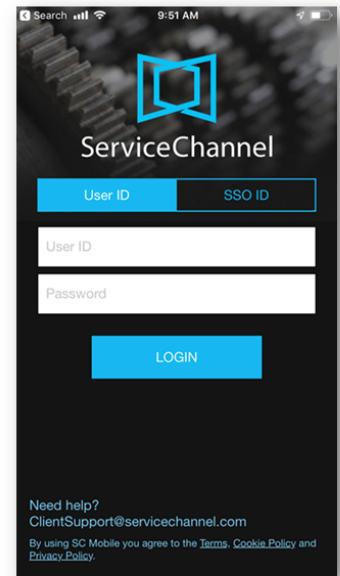 Search 9:51 AM
ServiceChannel
User ID SSO ID
User ID
Password
LOGIN
Need help?
ClientSupport@servicechannel.com
By using SC Mobile you agree to the Terms, Cookie Policy and
Privacy Policy.